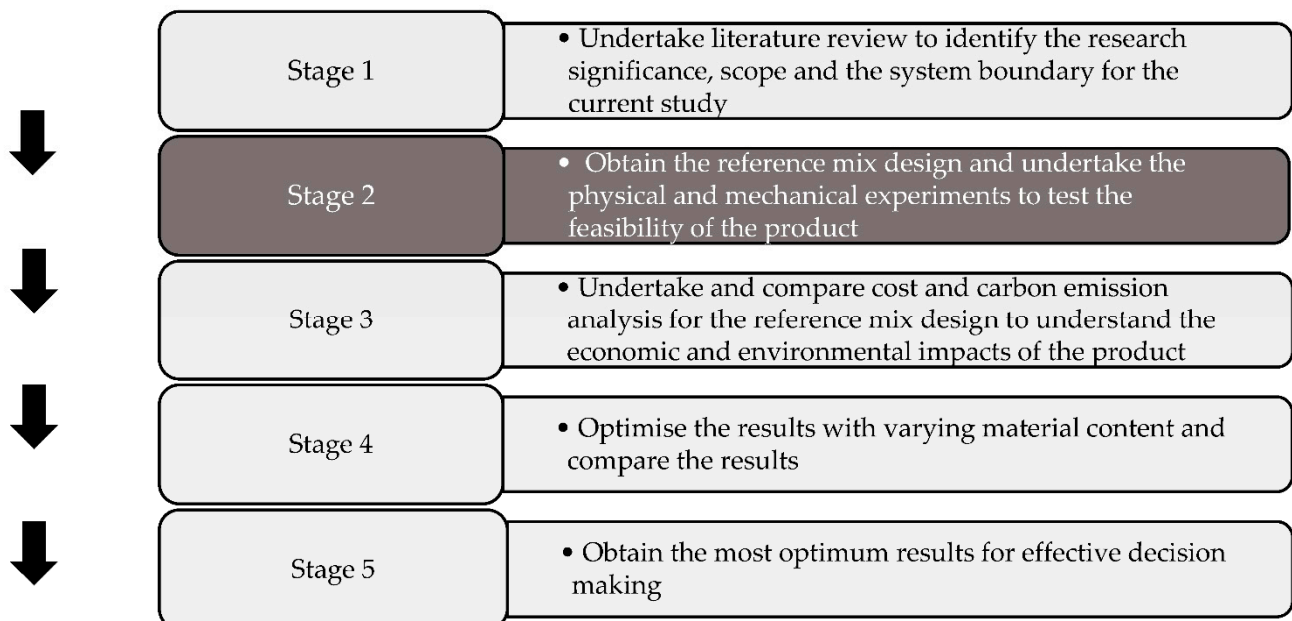 Stage 1
• Undertake literature review to identify the research
significance, scope and the system boundary for the
current study
Stage 2
• Obtain the reference mix design and undertake the
physical and mechanical experiments to test the
feasibility of the product
Stage 3
• Undertake and compare cost and carbon emission
analysis for the reference mix design to understand the
economic and environmental impacts of the product
Stage 4
• Optimise the results with varying material content and
compare the results
Stage 5
• Obtain the most optimum results for effective decision
making